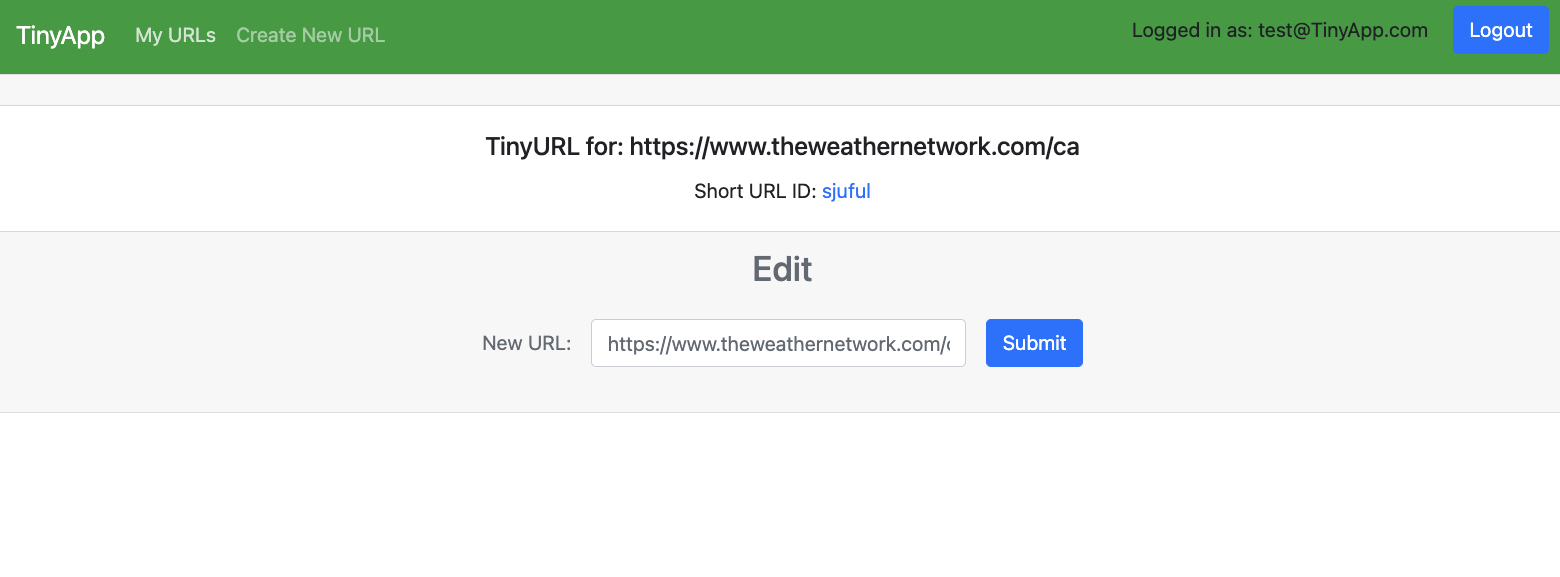 TinyApp My URLs Create New URL Logged in as: test@TinyApp.com Logout
TinyURL for: https://www.theweathernetwork.com/ca
Short URL ID: sjuful
Edit
New URL: https://www.theweathernetwork.com/c Submit